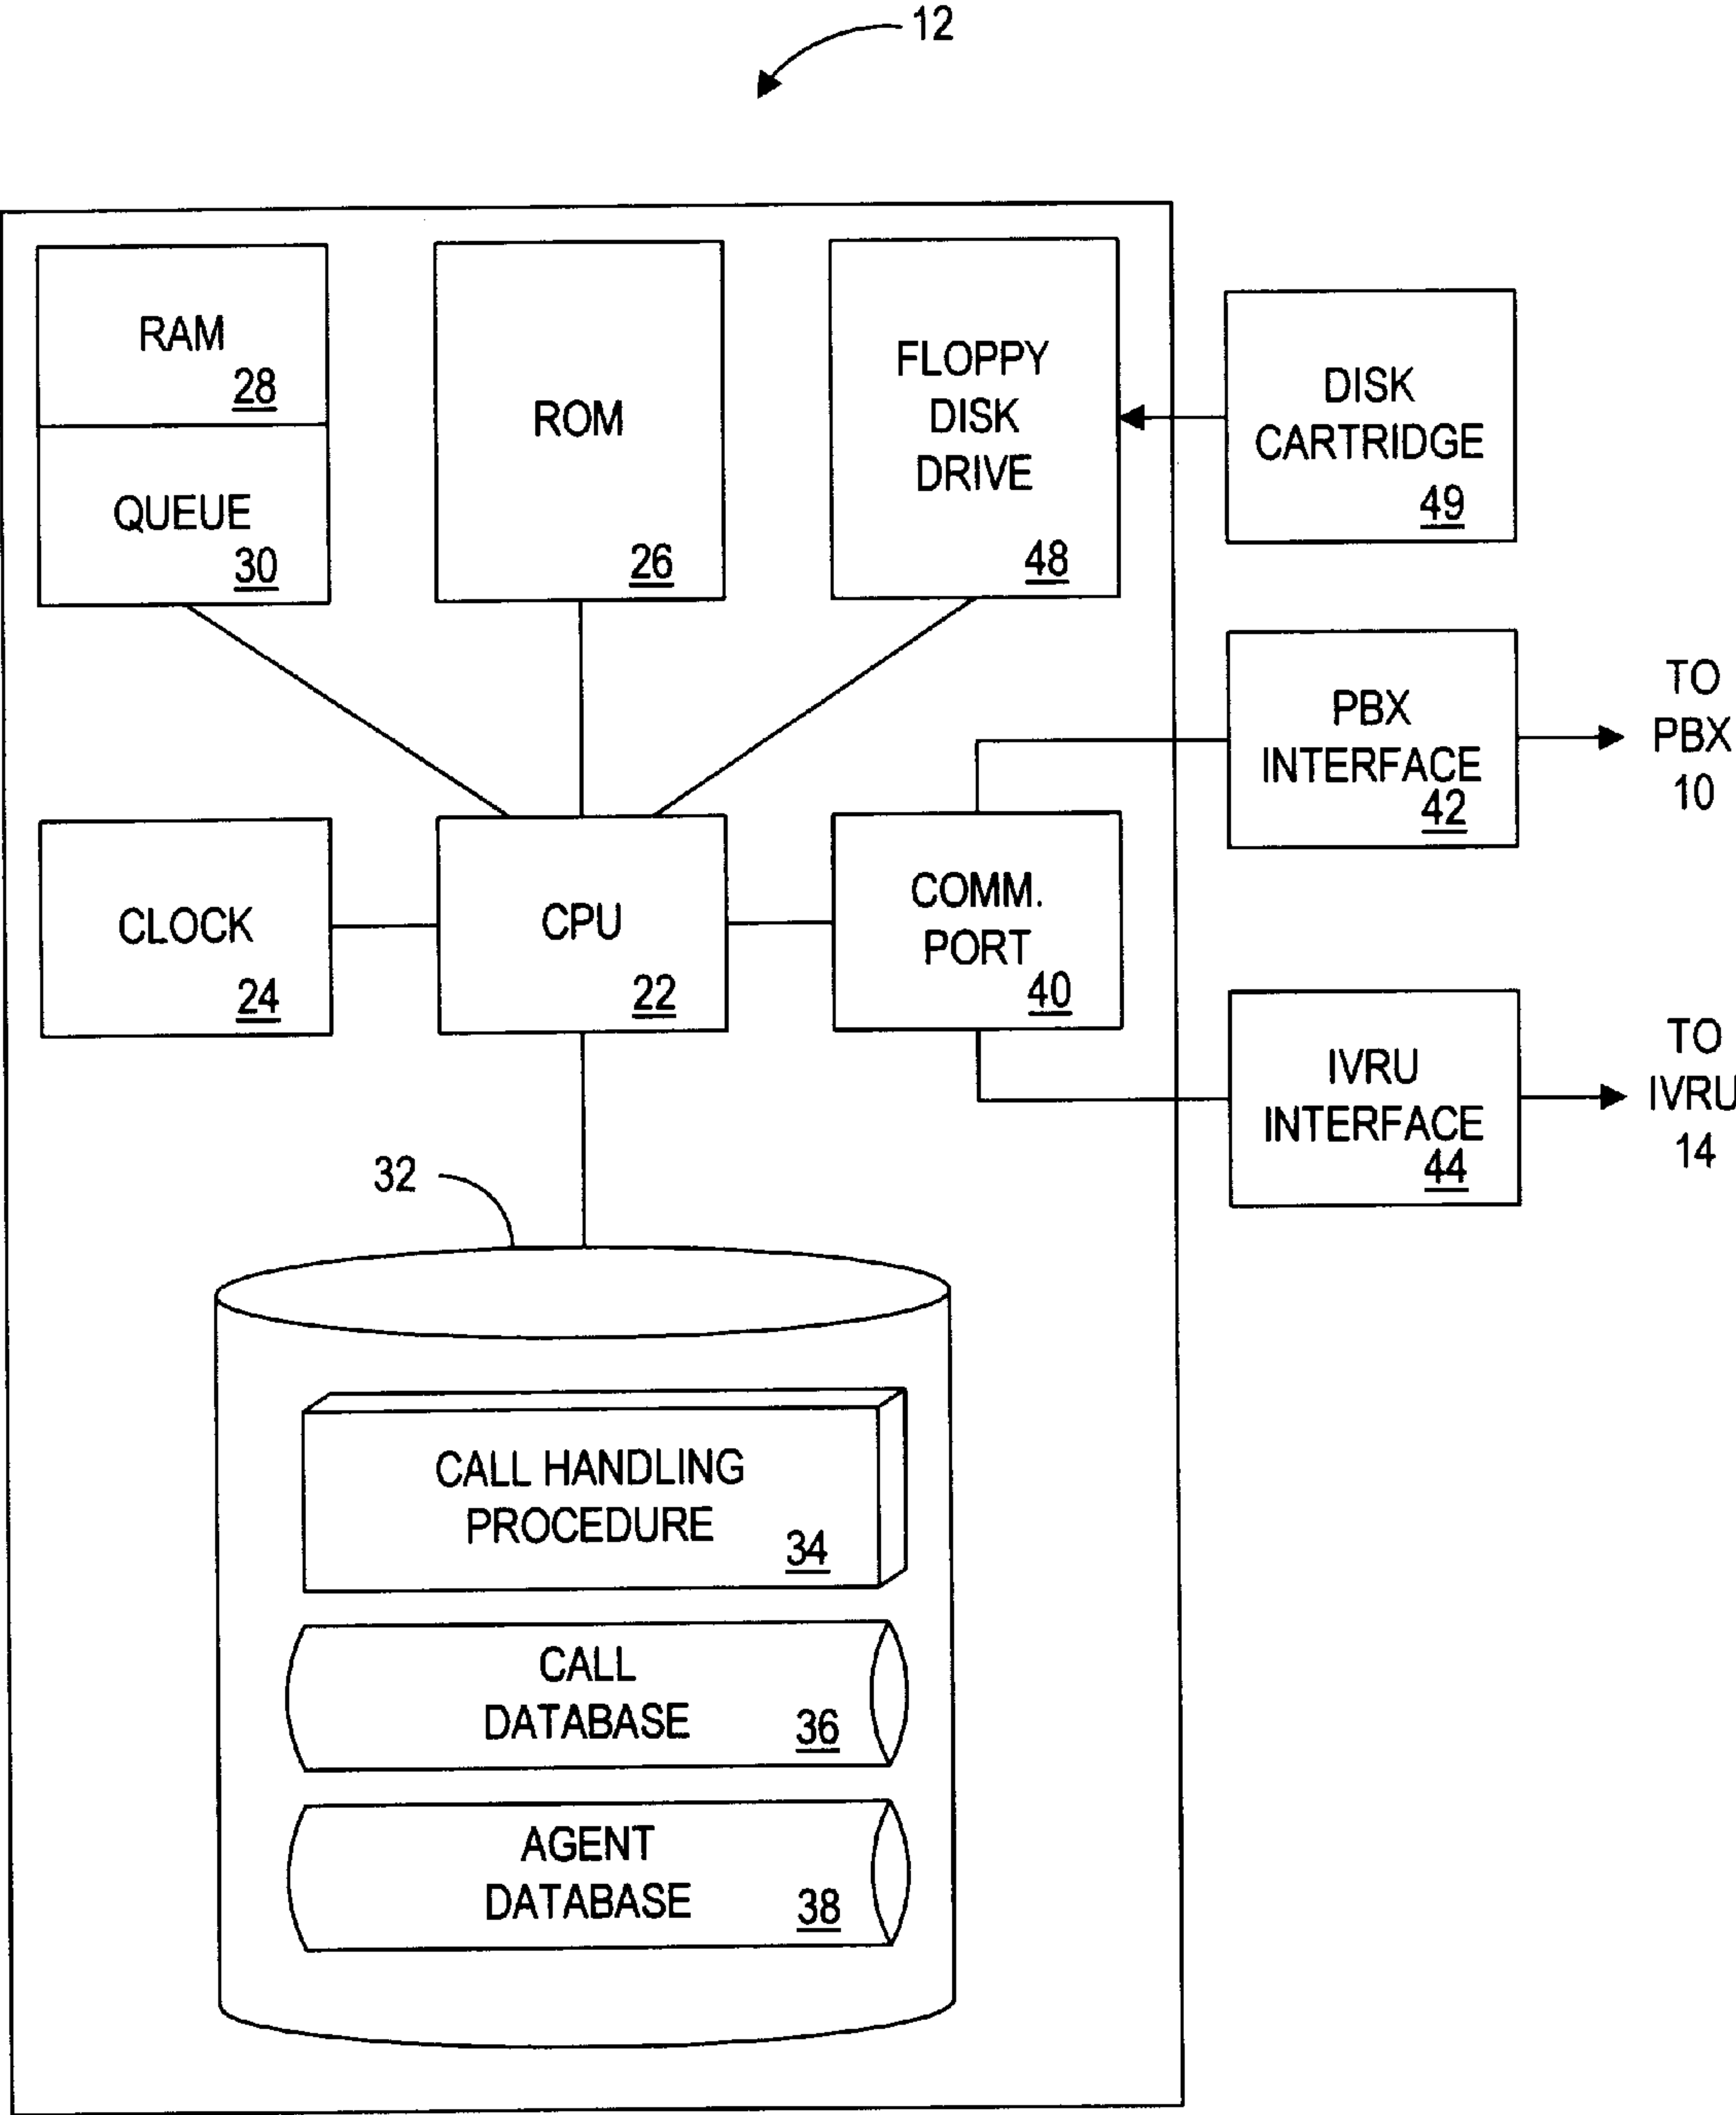 12
RAM
28
QUEUE
30
ROM
26
FLOPPY
DISK
DRIVE
48
DISK
CARTRIDGE
49
PBX
INTERFACE
42
TO
PBX
10
CLOCK
24
CPU
22
COMM.
PORT
40
IVRU
INTERFACE
44
TO
IVRU
14
32
CALL HANDLING
PROCEDURE
34
CALL
DATABASE
36
AGENT
DATABASE
38